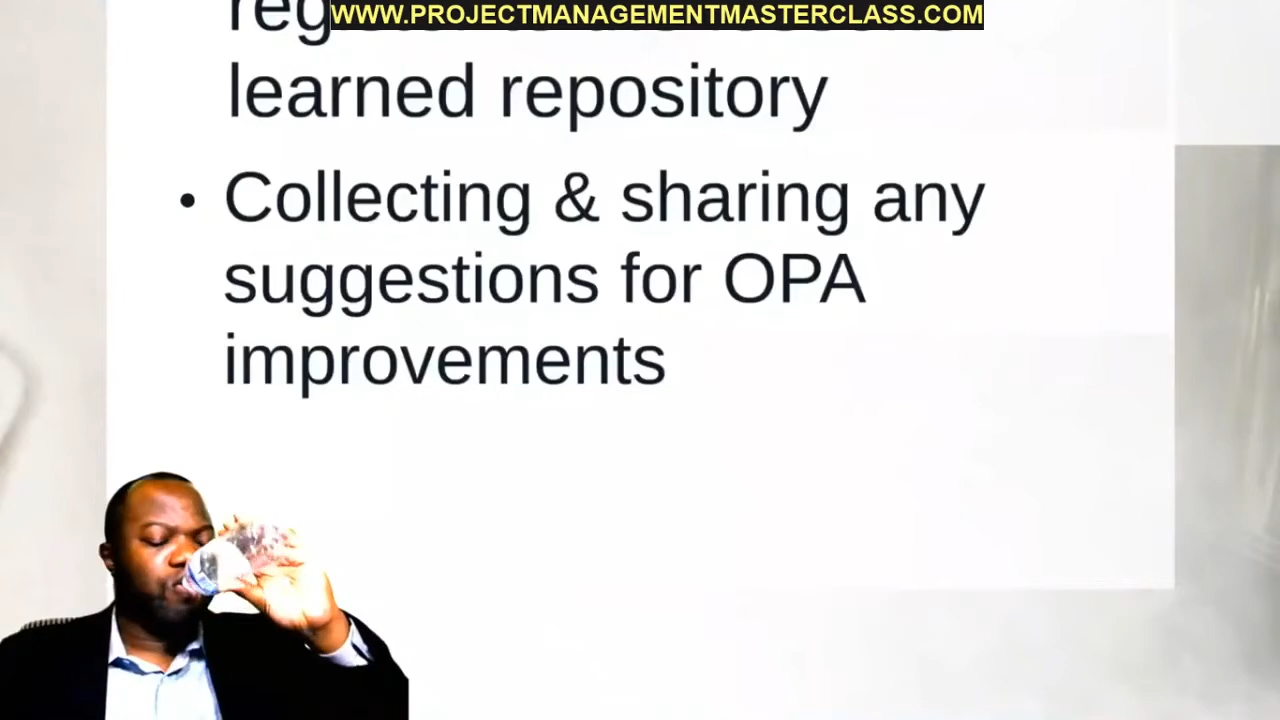 WWW.PROJECTMANAGEMENTMASTERCLASS.COM
learned repository
• Collecting & sharing any
suggestions for OPA
improvements